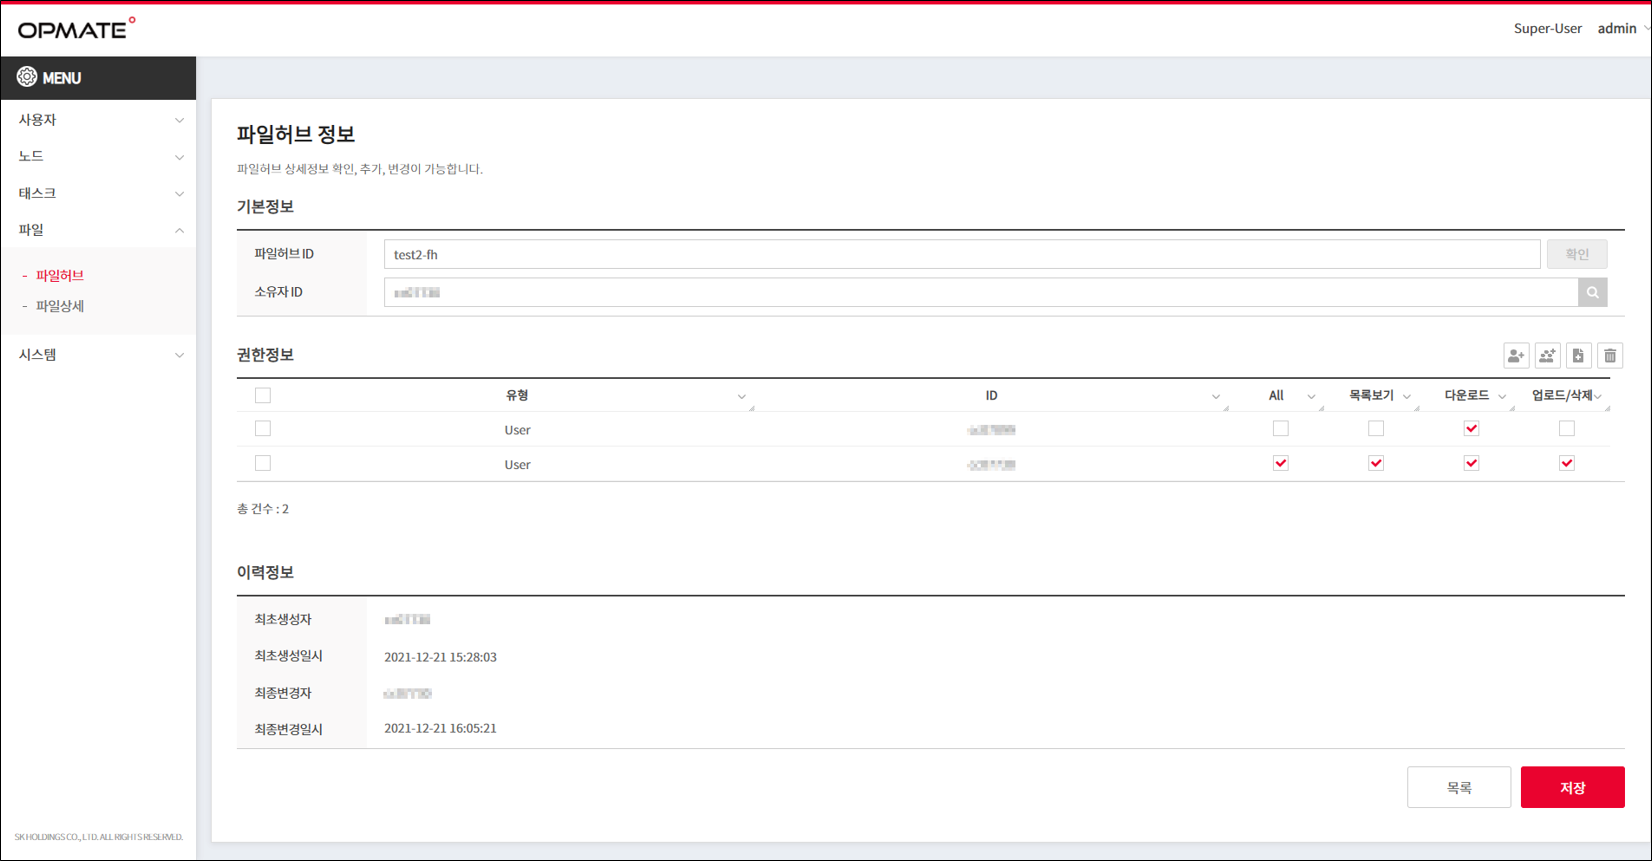 OPMATE
Super-User admin
MENU
사용자
노드
태스크
파일
- 파일허브
- 파일상세
시스템
SK HOLDINGS CO., LTD. ALL RIGHTS RESERVED.
파일허브 정보
파일허브 상세정보 확인, 추가, 변경이 가능합니다.
기본정보
파일허브 ID test2-fh 확인
소유자 ID
권한정보
유형 ID All 목록보기 다운로드 업로드/삭제
User
User
총 건수 : 2
이력정보
최초생성자
최초생성일시 2021-12-21 15:28:03
최종변경자
최종변경일시 2021-12-21 16:05:21
목록 저장